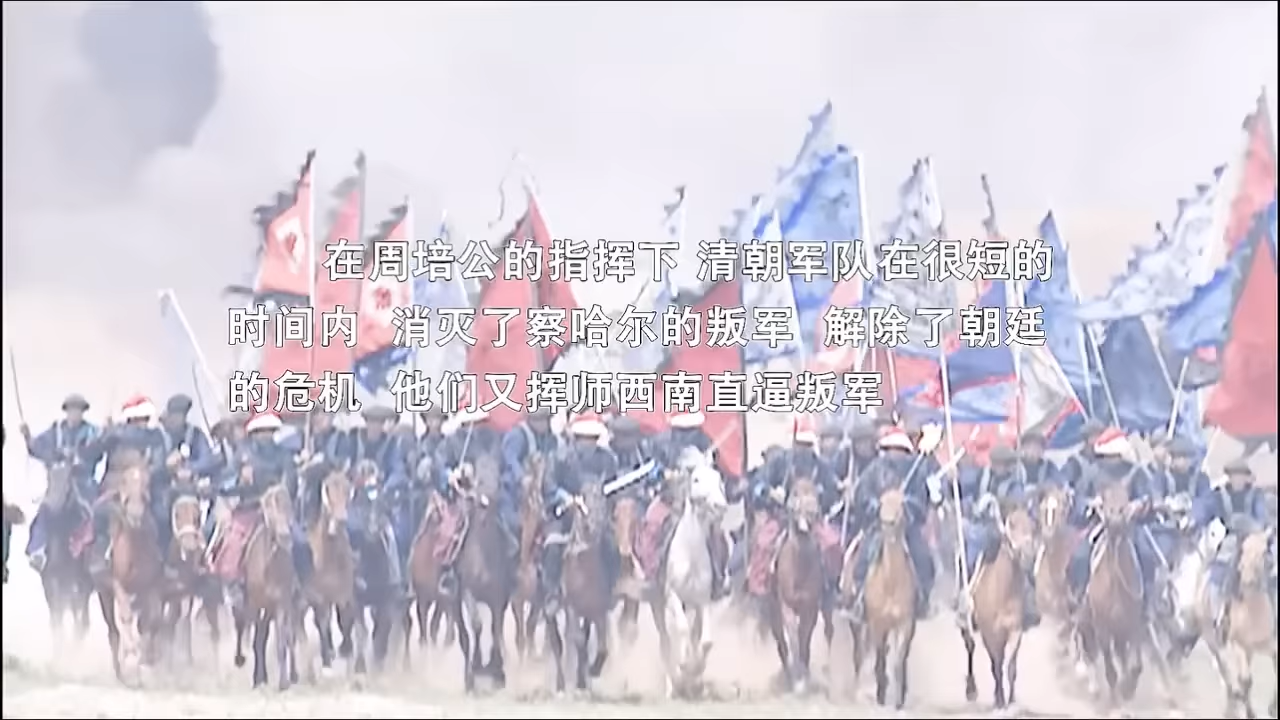 在周培公的指挥下 清朝军队在很短的
时间内 消灭了察哈尔的叛军 解除了朝廷
的危机 他们又挥师西南直逼叛军